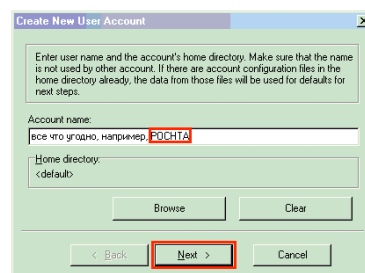 Create New User Account
Enter user name and the account's home directory. Make sure that the name
is not used by other account. If there are account configuration files in the
home directory already, the data from those files will be used for defaults for
next steps.
Account name:
все что угодно, например, POCHTA
Home directory:
<default>
Browse Clear
< Back Next > Cancel